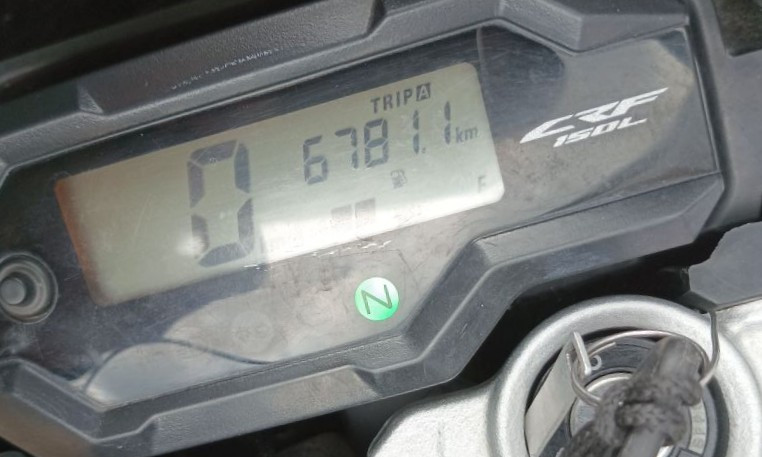 TRIP A
0 6781.1 km
CRF
150L
F
N